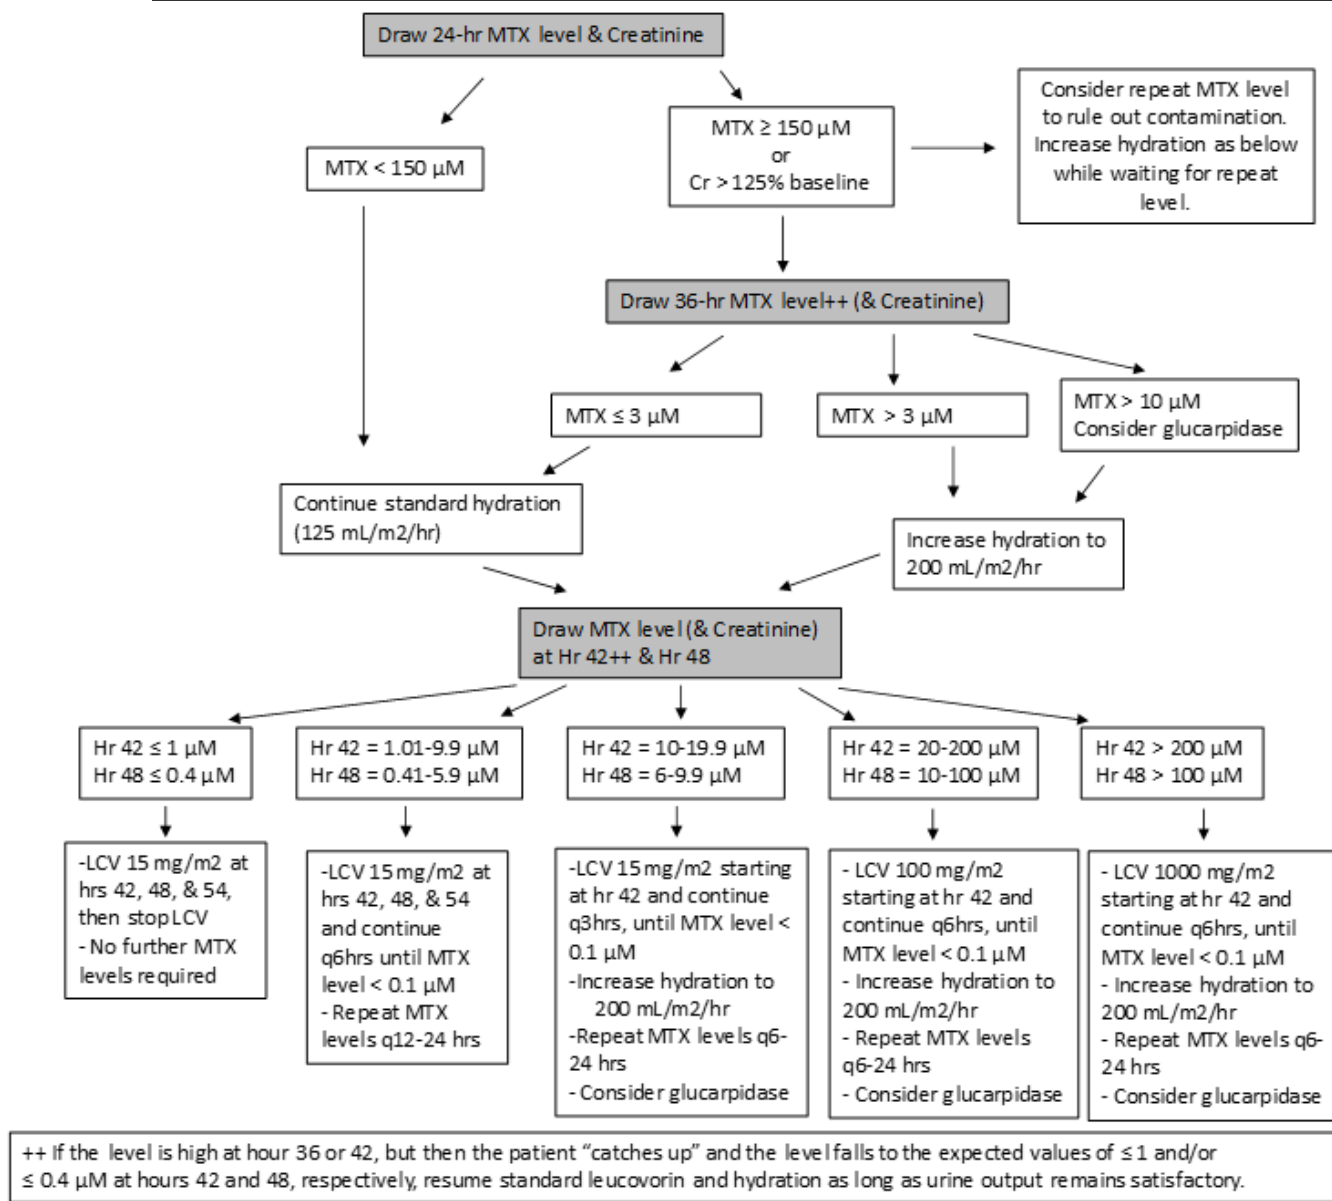 Draw 24-hr MTX level & Creatinine
Consider repeat MTX level
to rule out contamination.
Increase hydration as below
while waiting for repeat
level.
MTX ≥ 150 µM
or
Cr > 125% baseline
MTX < 150 µM
Draw 36-hr MTX level++ (& Creatinine)
MTX ≤ 3 µM
MTX > 3 µM
MTX > 10 µM
Consider glucarpidase
Continue standard hydration
(125 mL/m2/hr)
Increase hydration to
200 mL/m2/hr
Draw MTX level (& Creatinine)
at Hr 42++ & Hr 48
Hr 42 ≤ 1 µM
Hr 48 ≤ 0.4 µM
Hr 42 = 1.01-9.9 µM
Hr 48 = 0.41-5.9 µM
Hr 42 = 10-19.9 µM
Hr 48 = 6-9.9 µM
Hr 42 = 20-200 µM
Hr 48 = 10-100 µM
Hr 42 > 200 µM
Hr 48 > 100 µM
-LCV 15 mg/m2 at
hrs 42, 48, & 54,
then stop LCV
- No further MTX
levels required
-LCV 15 mg/m2 at
hrs 42, 48, & 54
and continue
q6hrs until MTX
level < 0.1 µM
- Repeat MTX
levels q12-24 hrs
-LCV 15 mg/m2 starting
at hr 42 and continue
q3hrs, until MTX level <
0.1 µM
-Increase hydration to
200 mL/m2/hr
-Repeat MTX levels q6-
24 hrs
- Consider glucarpidase
- LCV 100 mg/m2
starting at hr 42 and
continue q6hrs, until
MTX level < 0.1 µM
- Increase hydration to
200 mL/m2/hr
- Repeat MTX levels
q6-24 hrs
- Consider glucarpidase
- LCV 1000 mg/m2
starting at hr 42 and
continue q6hrs, until
MTX level < 0.1 µM
- Increase hydration to
200 mL/m2/hr
- Repeat MTX levels q6-
24 hrs
- Consider glucarpidase
++ If the level is high at hour 36 or 42, but then the patient “catches up” and the level falls to the expected values of ≤ 1 and/or
≤ 0.4 µM at hours 42 and 48, respectively, resume standard leucovorin and hydration as long as urine output remains satisfactory.